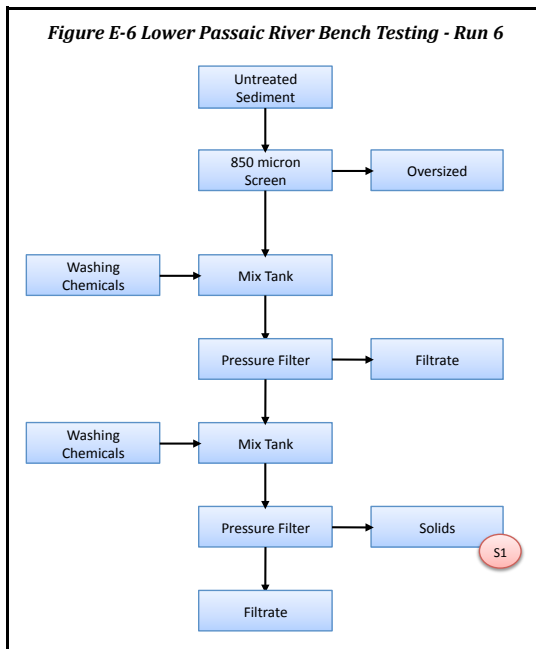 Figure E-6 Lower Passaic River Bench Testing - Run 6
Untreated
Sediment
850 micron
Screen
Oversized
Washing
Chemicals
Mix Tank
Pressure Filter
Filtrate
Washing
Chemicals
Mix Tank
Pressure Filter
Solids
S1
Filtrate